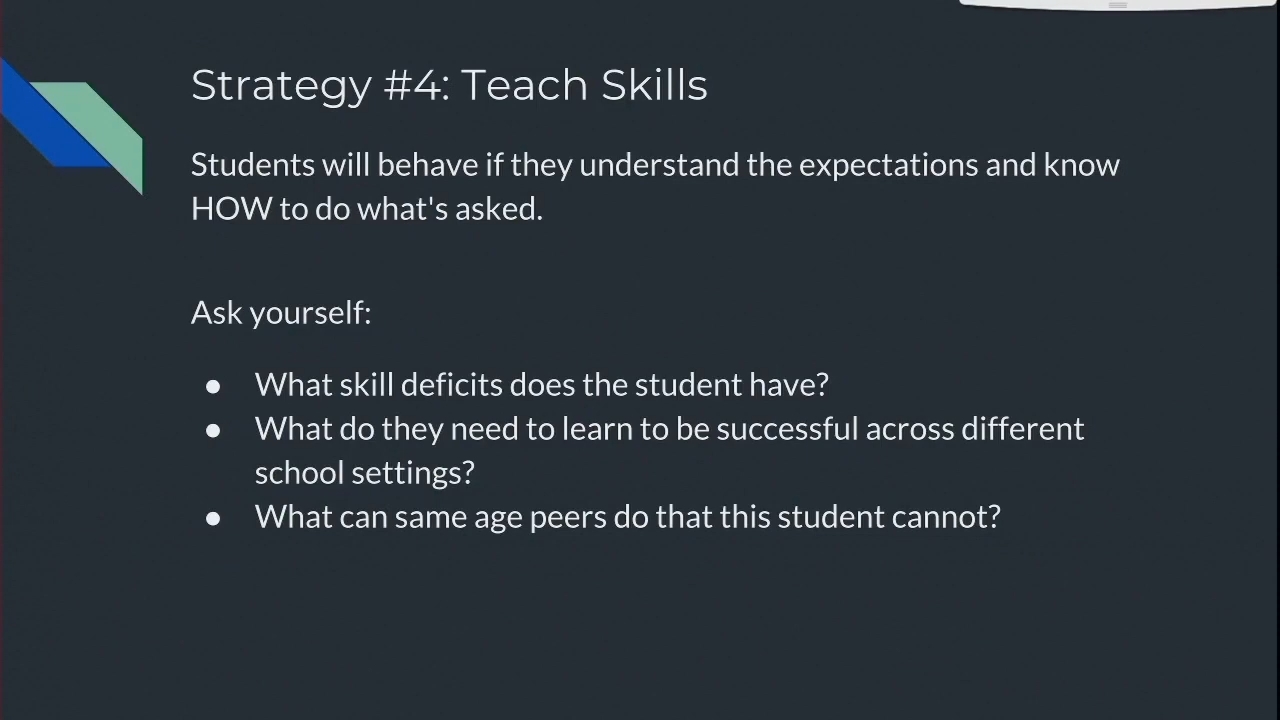 Strategy #4: Teach Skills
Students will behave if they understand the expectations and know
HOW to do what's asked.
Ask yourself:
● What skill deficits does the student have?
● What do they need to learn to be successful across different
school settings?
● What can same age peers do that this student cannot?